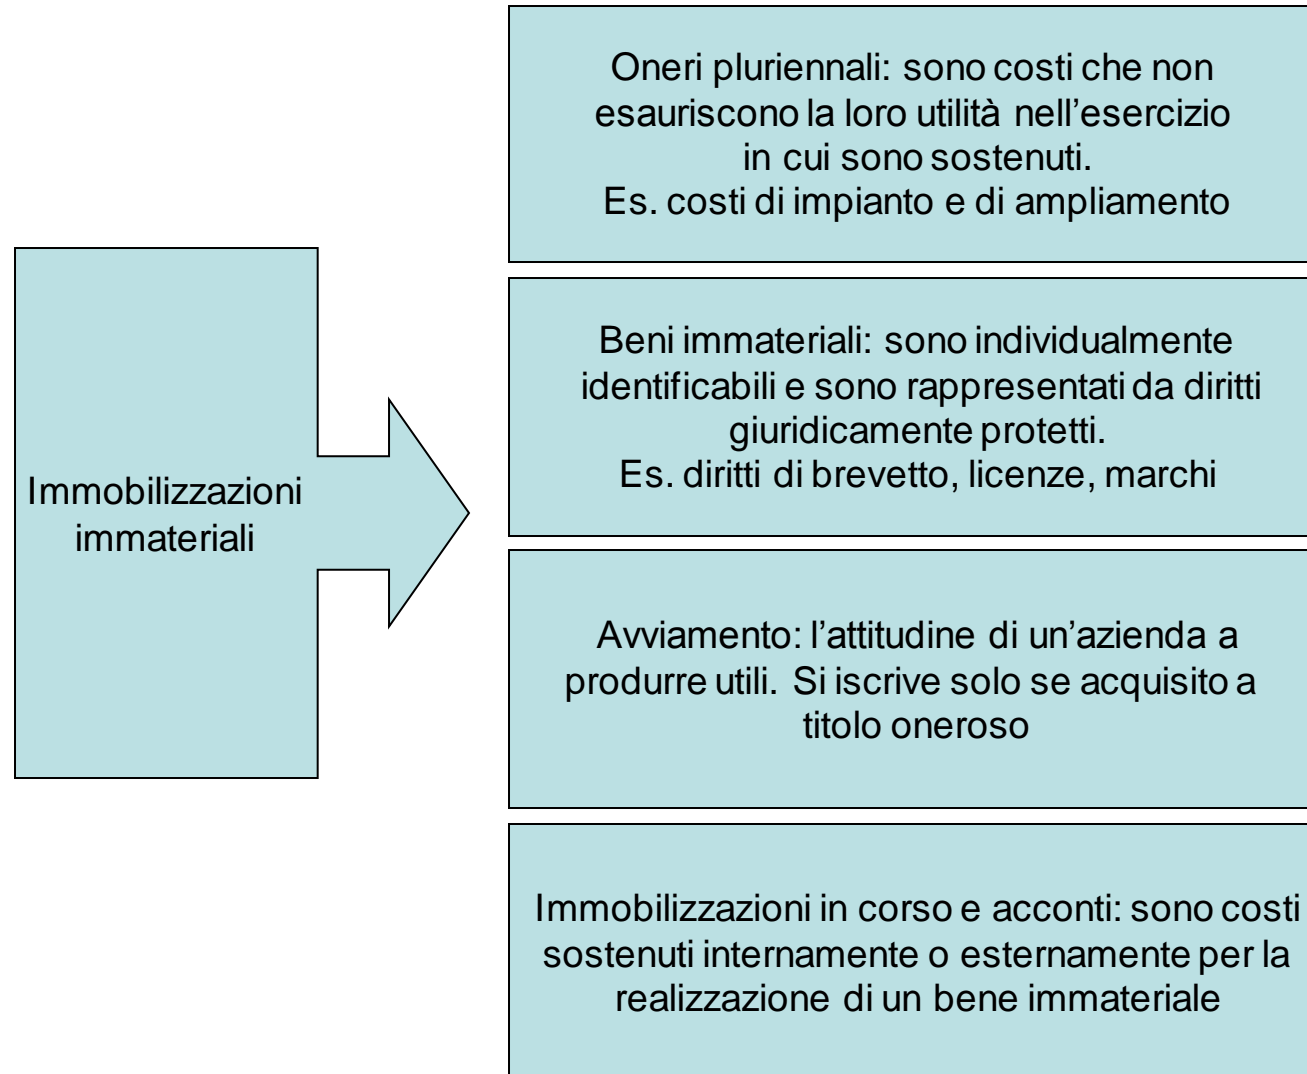 Oneri pluriennali: sono costi che non
esauriscono la loro utilità nell’esercizio
in cui sono sostenuti.
Es. costi di impianto e di ampliamento
Immobilizzazioni
immateriali
Beni immateriali: sono individualmente
identificabili e sono rappresentati da diritti
giuridicamente protetti.
Es. diritti di brevetto, licenze, marchi
Avviamento: l’attitudine di un’azienda a
produrre utili. Si iscrive solo se acquisito a
titolo oneroso
Immobilizzazioni in corso e acconti: sono costi
sostenuti internamente o esternamente per la
realizzazione di un bene immateriale